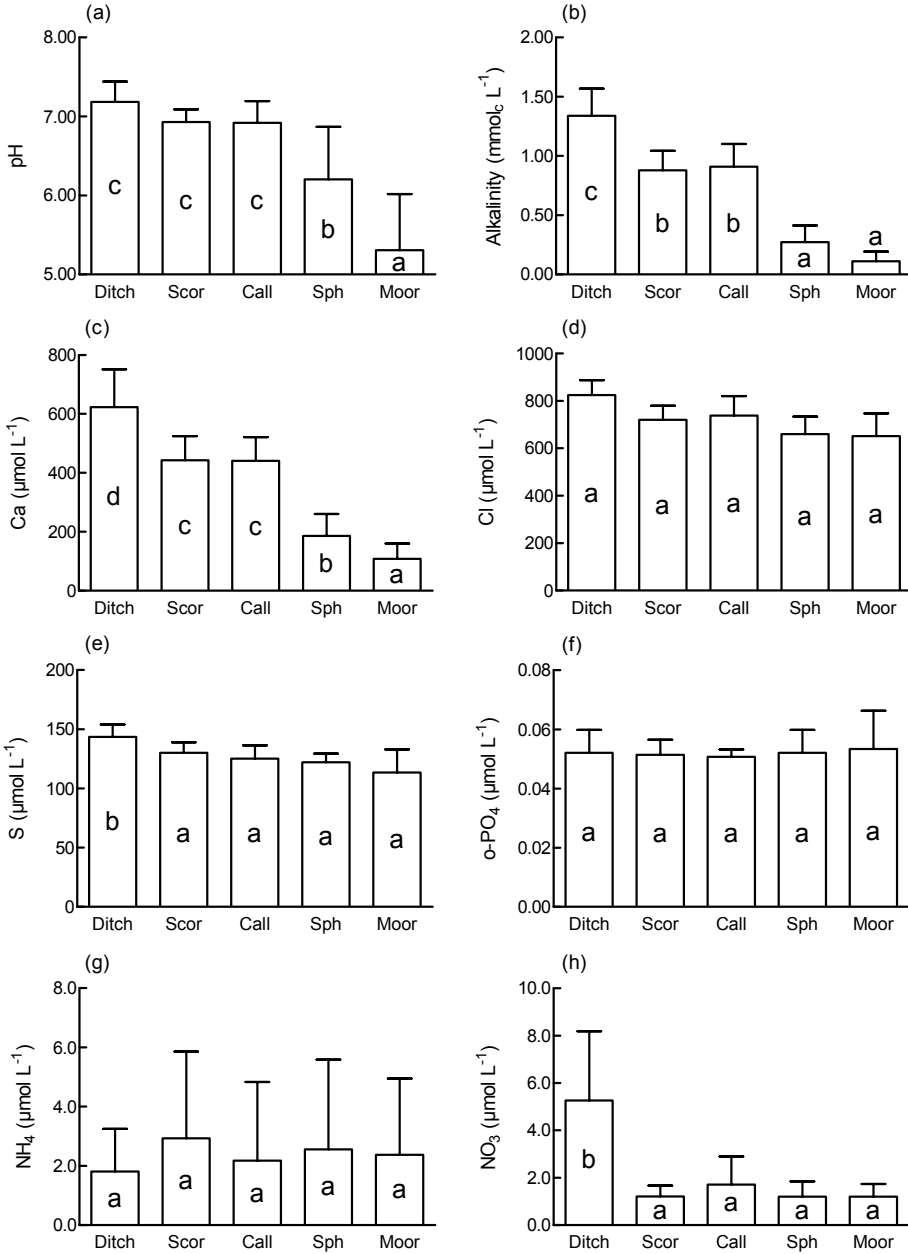 (a)
8.00
7.00
6.00
5.00
pH
c
c
c
b
a
Ditch Scor Call Sph Moor
(b)
2.00
1.50
1.00
0.50
0.00
Alkalinity (mmol_c L⁻¹)
c
b
b
a
a
Ditch Scor Call Sph Moor
(c)
800
600
400
200
0
Ca (µmol L⁻¹)
d
c
c
b
a
Ditch Scor Call Sph Moor
(d)
1000
800
600
400
200
0
Cl (µmol L⁻¹)
a
a
a
a
a
Ditch Scor Call Sph Moor
(e)
200
150
100
50
0
S (µmol L⁻¹)
b
a
a
a
a
Ditch Scor Call Sph Moor
(f)
0.08
0.06
0.04
0.02
0.00
o-PO₄ (µmol L⁻¹)
a
a
a
a
a
Ditch Scor Call Sph Moor
(g)
8.0
6.0
4.0
2.0
0.0
NH₄ (µmol L⁻¹)
a
a
a
a
a
Ditch Scor Call Sph Moor
(h)
10.0
8.0
6.0
4.0
2.0
0.0
NO₃ (µmol L⁻¹)
b
a
a
a
a
Ditch Scor Call Sph Moor